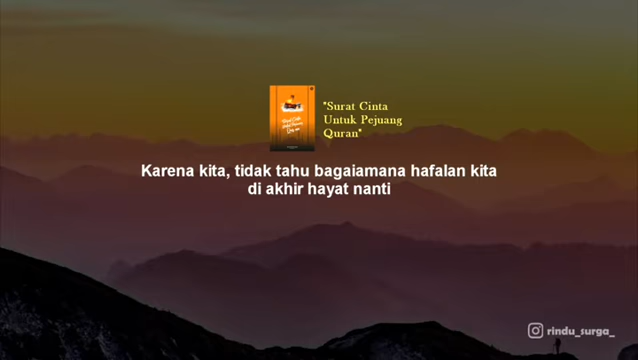 "Surat Cinta
Untuk Pejuang
Quran"
Karena kita, tidak tahu bagaiamana hafalan kita
di akhir hayat nanti
rindu_surga_